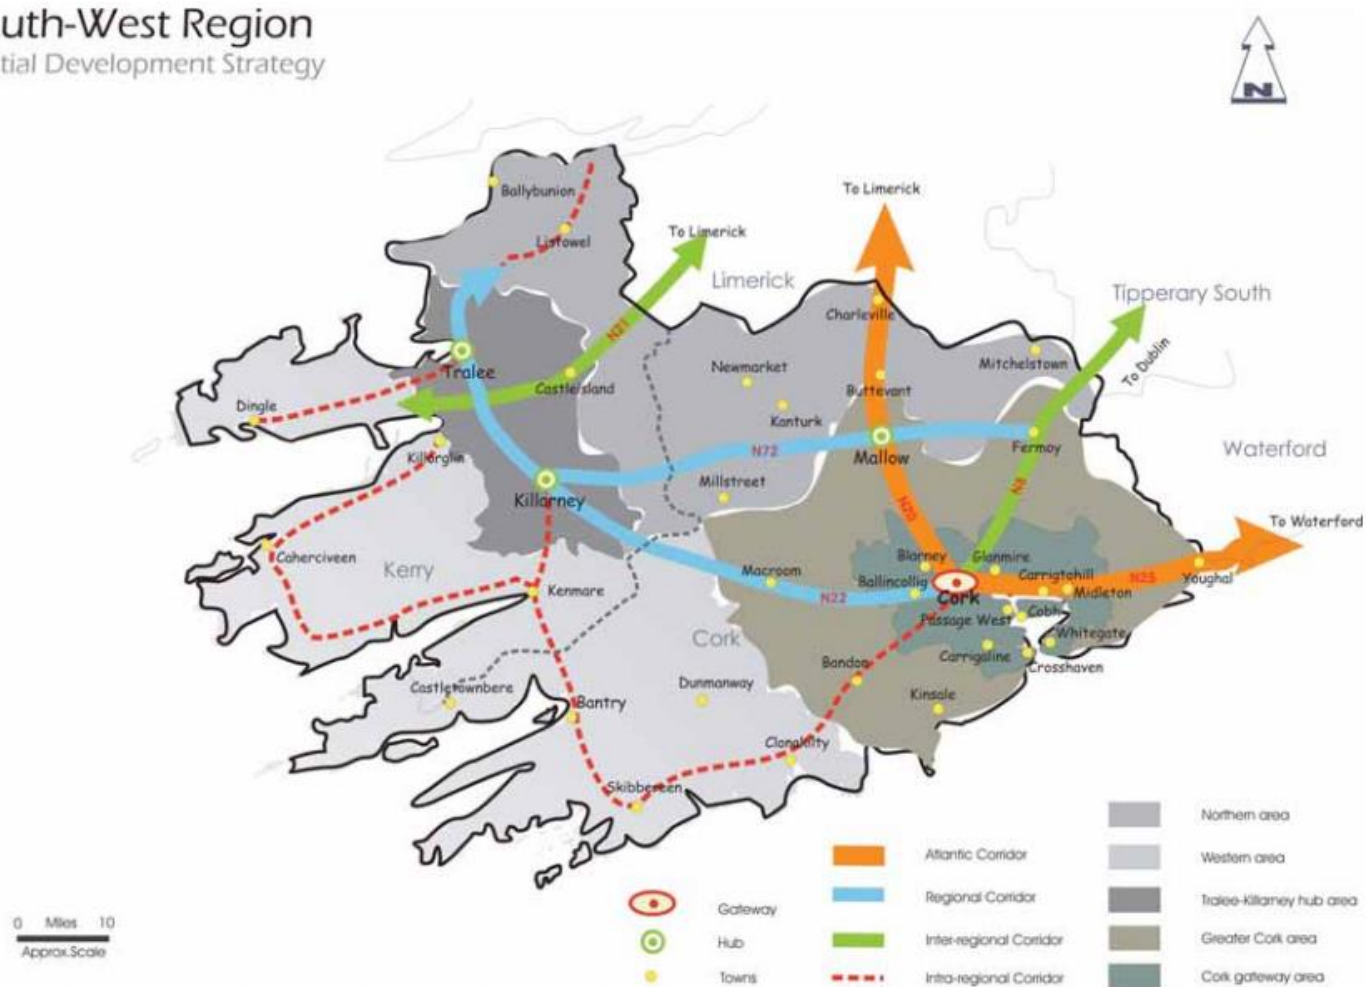 uth-West Region
tial Development Strategy
N
Ballybunion
Listowel
To Limerick
To Limerick
Limerick
Tipperary South
Charleville
N21
To Dublin
Mitchelstown
Newmarket
Tralee
Castleisland
Buttevant
Dingle
Kanturk
Killorglin
N72
Mallow
Fermoy
Waterford
Millstreet
Killarney
N20
N8
To Waterford
Caherciveen
Kerry
Blarney
Glanmire
Macroom
Ballincollig
Carrigtohill
N25
Youghal
Kenmare
N22
Cork
Midleton
Passage West
Cobh
Whitegate
Cork
Carrigaline
Crosshaven
Bandon
Castletownbere
Dunmanway
Kinsale
Bantry
Clonakilty
Skibbereen
Northern area
Atlantic Corridor
Western area
Regional Corridor
Tralee-Killarney hub area
Gateway
Hub
Inter-regional Corridor
Greater Cork area
Towns
Intra-regional Corridor
Cork gateway area
0 Miles 10
Approx.Scale